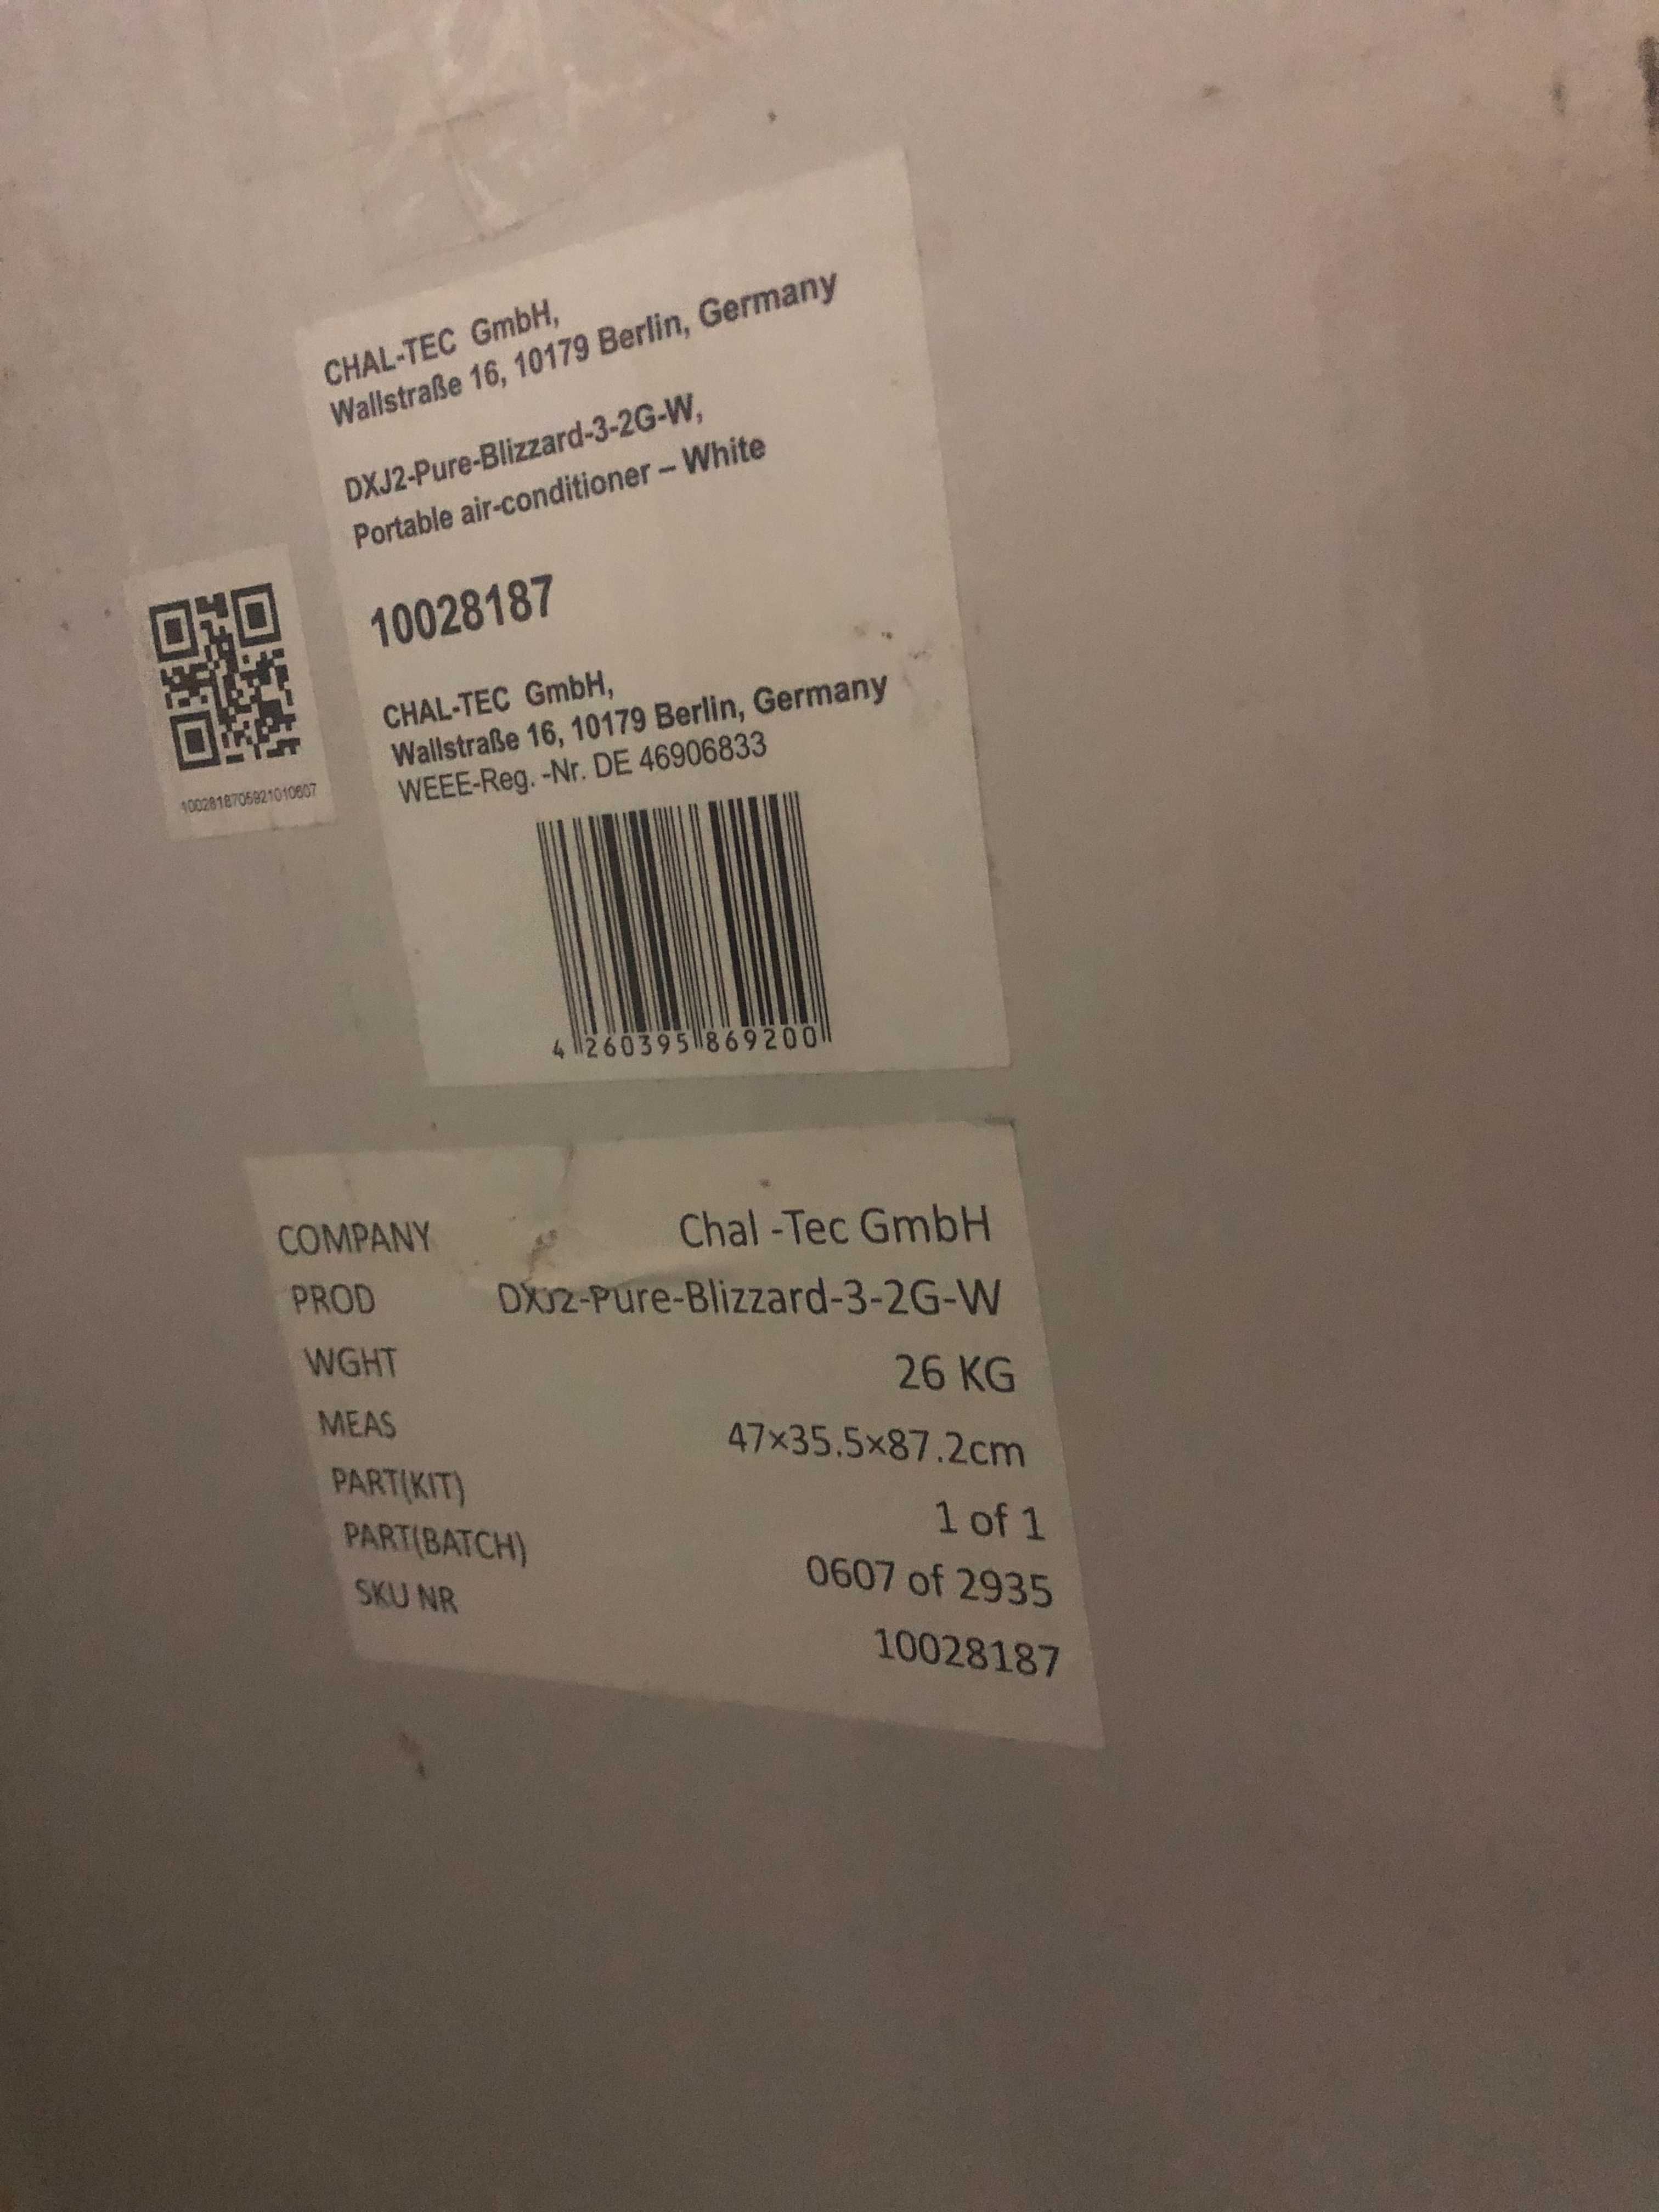 CHAL-TEC GmbH,
Wallstraße 16, 10179 Berlin, Germany
DXJ2-Pure-Blizzard-3-2G-W,
Portable air-conditioner – White
10028187
CHAL-TEC GmbH,
Wallstraße 16, 10179 Berlin, Germany
WEEE-Reg. -Nr. DE 46906833
4 260395 869200
1002818705921010607
COMPANY Chal -Tec GmbH
PROD DXJ2-Pure-Blizzard-3-2G-W
WGHT 26 KG
MEAS 47×35.5×87.2cm
PART(KIT) 1 of 1
PART(BATCH) 0607 of 2935
SKU NR 10028187